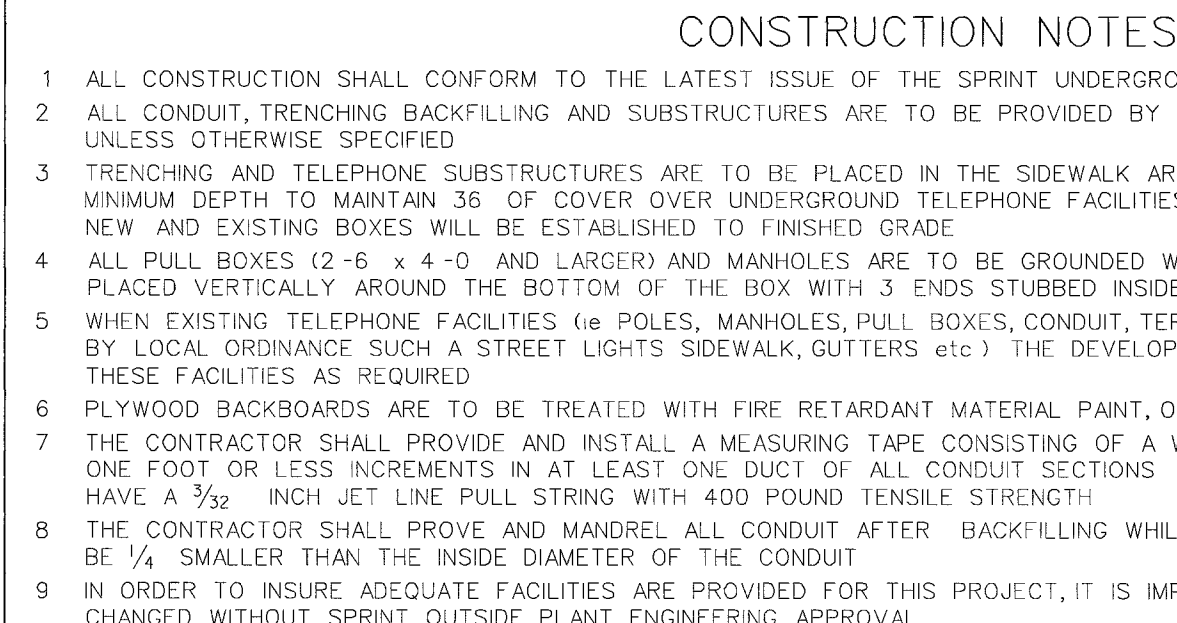 CONSTRUCTION NOTES
1 ALL CONSTRUCTION SHALL CONFORM TO THE LATEST ISSUE OF THE SPRINT UNDERGRO
2 ALL CONDUIT, TRENCHING BACKFILLING AND SUBSTRUCTURES ARE TO BE PROVIDED BY
UNLESS OTHERWISE SPECIFIED
3 TRENCHING AND TELEPHONE SUBSTRUCTURES ARE TO BE PLACED IN THE SIDEWALK AR
MINIMUM DEPTH TO MAINTAIN 36 OF COVER OVER UNDERGROUND TELEPHONE FACILITIES
NEW AND EXISTING BOXES WILL BE ESTABLISHED TO FINISHED GRADE
4 ALL PULL BOXES (2-6 x 4-0 AND LARGER) AND MANHOLES ARE TO BE GROUNDED W
PLACED VERTICALLY AROUND THE BOTTOM OF THE BOX WITH 3 ENDS STUBBED INSIDE
5 WHEN EXISTING TELEPHONE FACILITIES (ie POLES, MANHOLES, PULL BOXES, CONDUIT, TER
BY LOCAL ORDINANCE SUCH A STREET LIGHTS SIDEWALK, GUTTERS etc) THE DEVELOP
THESE FACILITIES AS REQUIRED
6 PLYWOOD BACKBOARDS ARE TO BE TREATED WITH FIRE RETARDANT MATERIAL PAINT, O
7 THE CONTRACTOR SHALL PROVIDE AND INSTALL A MEASURING TAPE CONSISTING OF A W
ONE FOOT OR LESS INCREMENTS IN AT LEAST ONE DUCT OF ALL CONDUIT SECTIONS
HAVE A 3/32 INCH JET LINE PULL STRING WITH 400 POUND TENSILE STRENGTH
8 THE CONTRACTOR SHALL PROVE AND MANDREL ALL CONDUIT AFTER BACKFILLING WHIL
BE 1/4 SMALLER THAN THE INSIDE DIAMETER OF THE CONDUIT
9 IN ORDER TO INSURE ADEQUATE FACILITIES ARE PROVIDED FOR THIS PROJECT, IT IS IMP
CHANGED WITHOUT SPRINT OUTSIDE PLANT ENGINEERING APPROVAL